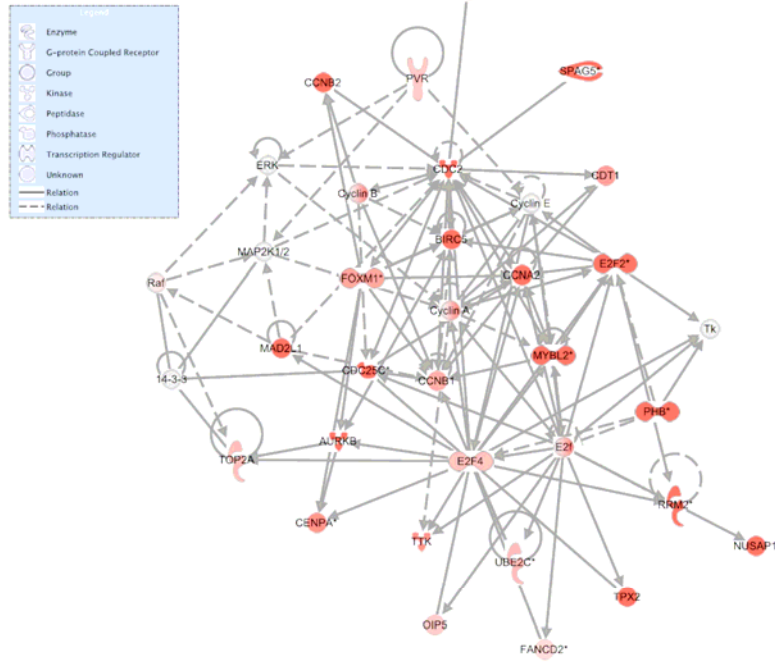 Legend
Enzyme
G-protein Coupled Receptor
Group
Kinase
Peptidase
Phosphatase
Transcription Regulator
Unknown
Relation
Relation
PVR
SPAG5*
CCNB2
ERK
CDC2
CDT1
Cyclin B
Cyclin E
BIRC5
MAP2K1/2
E2F2*
FOXM1*
CCNA2
Raf
Cyclin A
Tk
MAD2L1
MYBL2*
14-3-3
CDC25C*
CCNB1
PHB*
AURKB
E2f
TOP2A
E2F4
RRM2*
CENPA*
TTK
NUSAP1
UBE2C*
TPX2
OIP5
FANCD2*